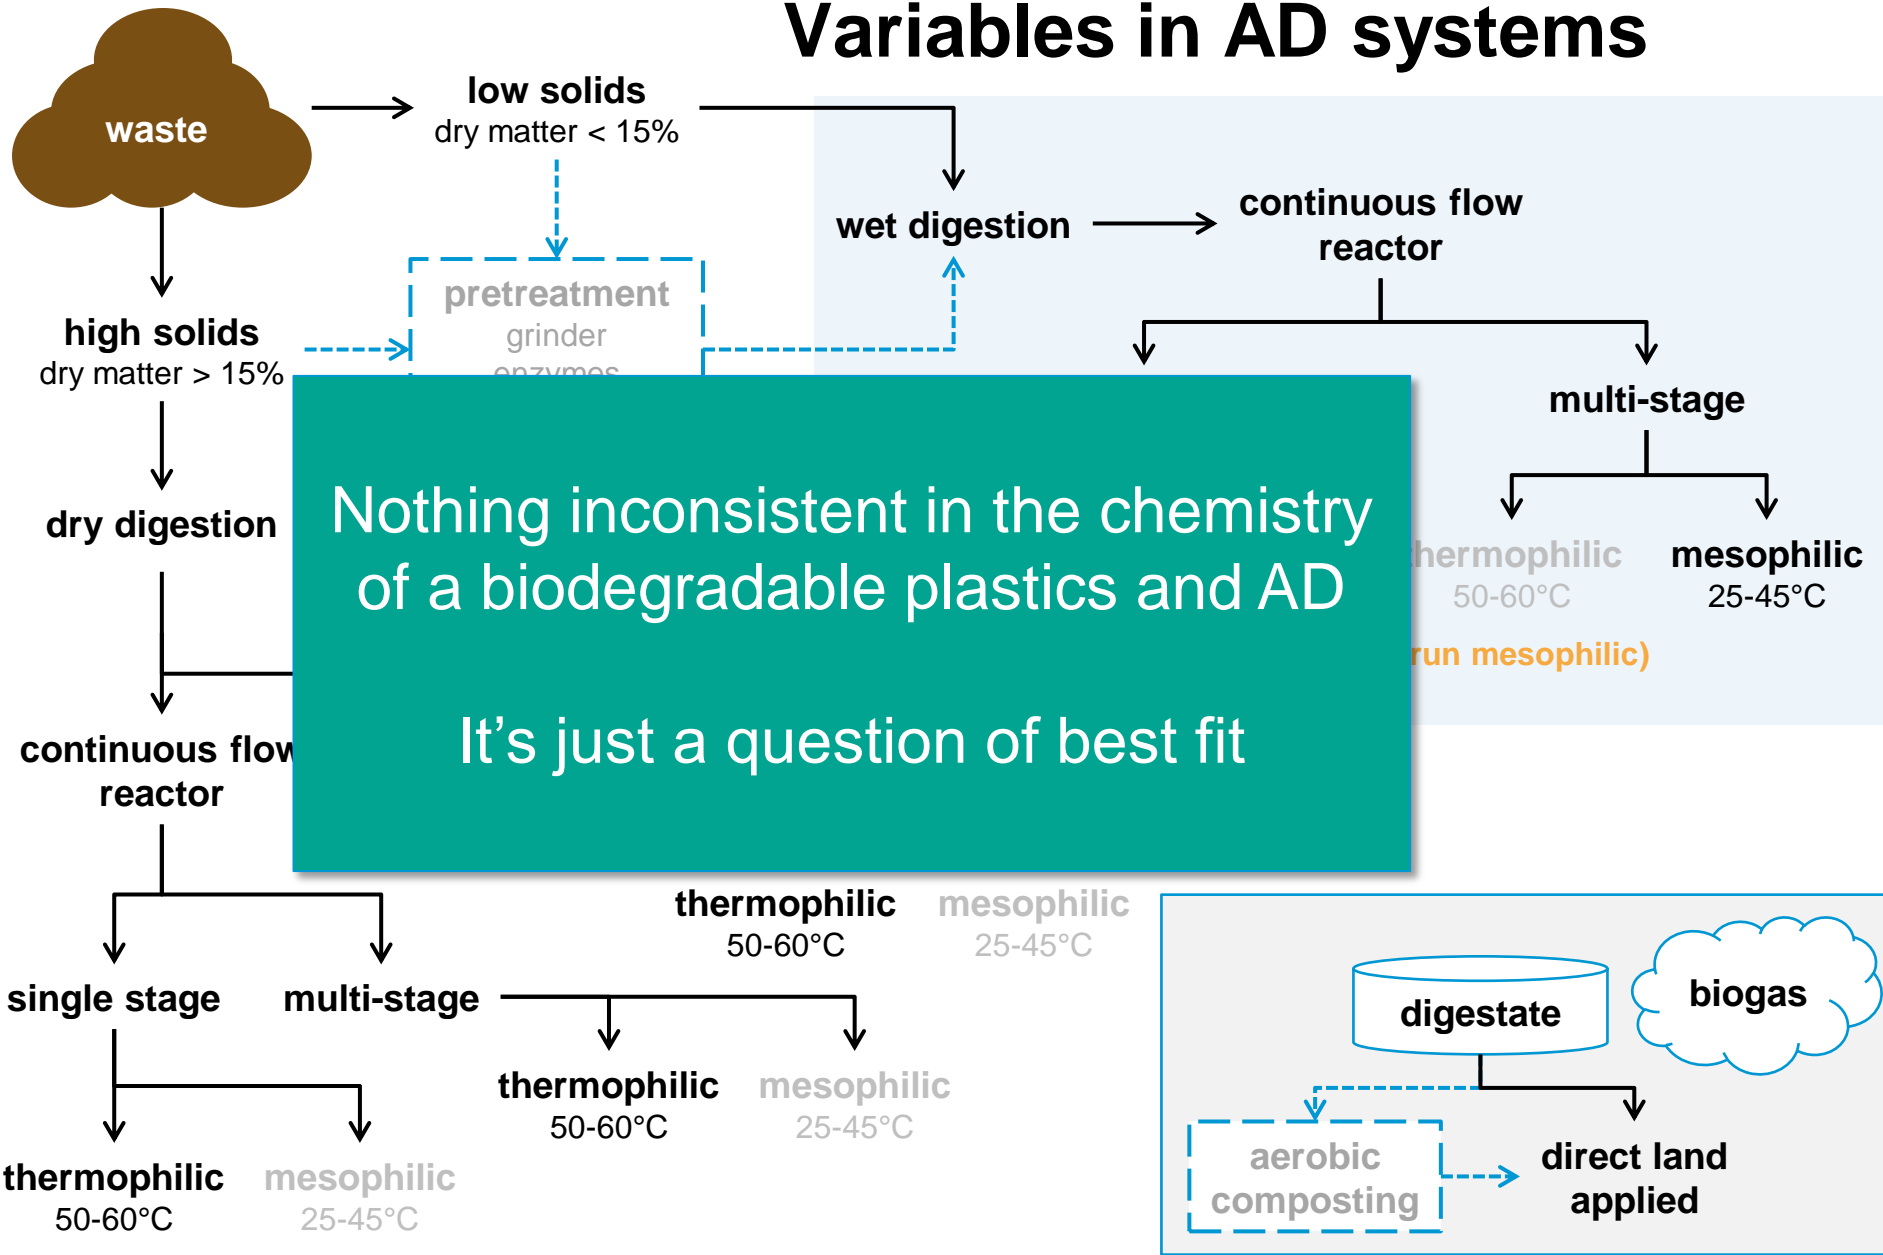 Variables in AD systems
waste
low solids
dry matter < 15%
wet digestion
continuous flow
reactor
high solids
dry matter > 15%
pretreatment
grinder
enzymes
multi-stage
dry digestion
Nothing inconsistent in the chemistry
of a biodegradable plastics and AD
It’s just a question of best fit
thermophilic
50-60°C
mesophilic
25-45°C
run mesophilic)
continuous flow
reactor
thermophilic
50-60°C
mesophilic
25-45°C
single stage
multi-stage
thermophilic
50-60°C
mesophilic
25-45°C
thermophilic
50-60°C
mesophilic
25-45°C
digestate
biogas
aerobic
composting
direct land
applied